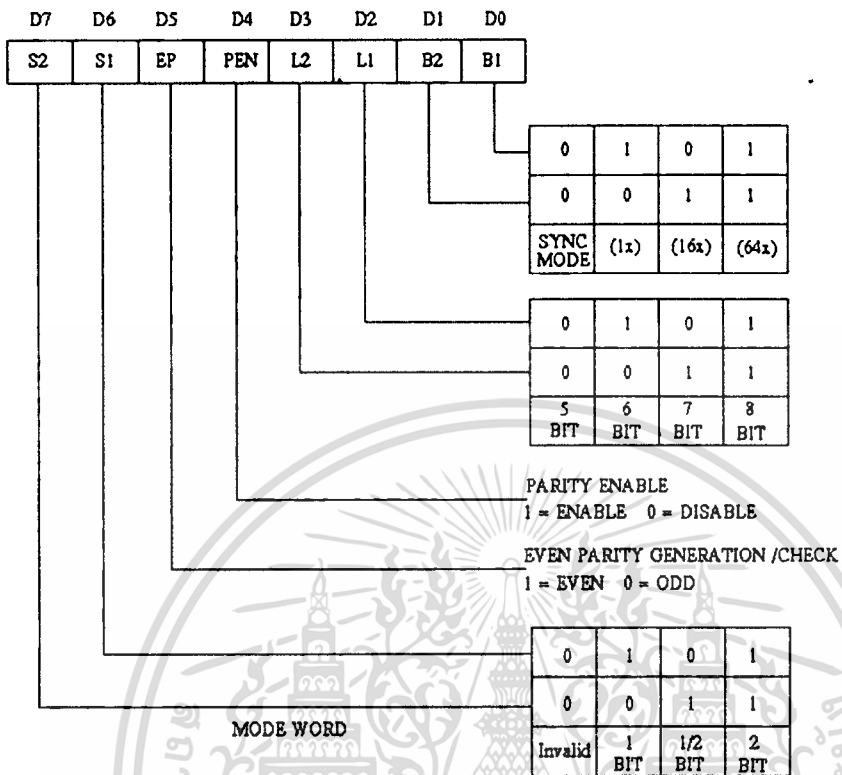 D7 D6 D5 D4 D3 D2 D1 D0
S2 S1 EP PEN L2 L1 B2 B1
0 1 0 1
0 0 1 1
SYNC MODE (1x) (16x) (64x)
0 1 0 1
0 0 1 1
5 BIT 6 BIT 7 BIT 8 BIT
PARITY ENABLE
1 = ENABLE 0 = DISABLE
EVEN PARITY GENERATION /CHECK
1 = EVEN 0 = ODD
0 1 0 1
0 0 1 1
Invalid 1 BIT 1/2 BIT 2 BIT
MODE WORD